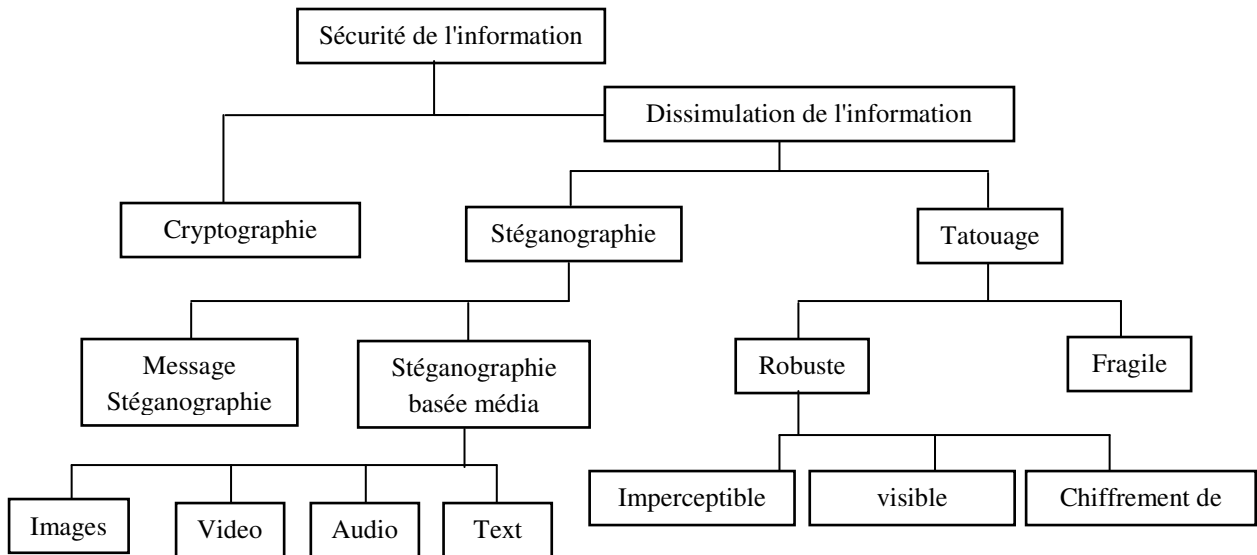 Sécurité de l'information
Dissimulation de l'information
Cryptographie
Stéganographie
Tatouage
Message
Stéganographie
Stéganographie
basée média
Robuste
Fragile
Imperceptible
visible
Chiffrement de
Images
Video
Audio
Text